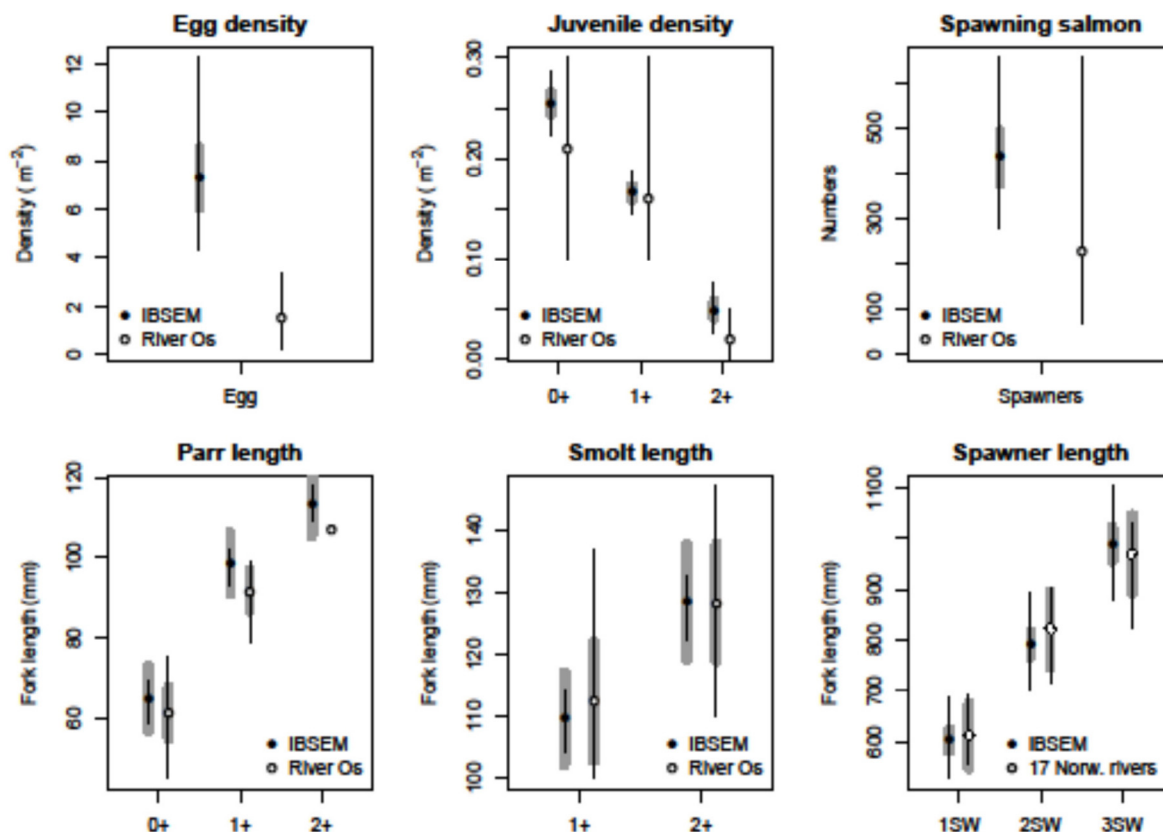 Egg density
Density ( m⁻²)
12
10
8
6
4
2
0
IBSEM
River Os
Egg
Juvenile density
Density ( m⁻²)
0.30
0.20
0.10
0.00
IBSEM
River Os
0+ 1+ 2+
Spawning salmon
Numbers
500
300
100
0
IBSEM
River Os
Spawners
Parr length
Fork length (mm)
120
100
80
60
IBSEM
River Os
0+ 1+ 2+
Smolt length
Fork length (mm)
140
130
120
110
100
IBSEM
River Os
1+ 2+
Spawner length
Fork length (mm)
1100
900
800
700
600
IBSEM
17 Norw. rivers
1SW 2SW 3SW